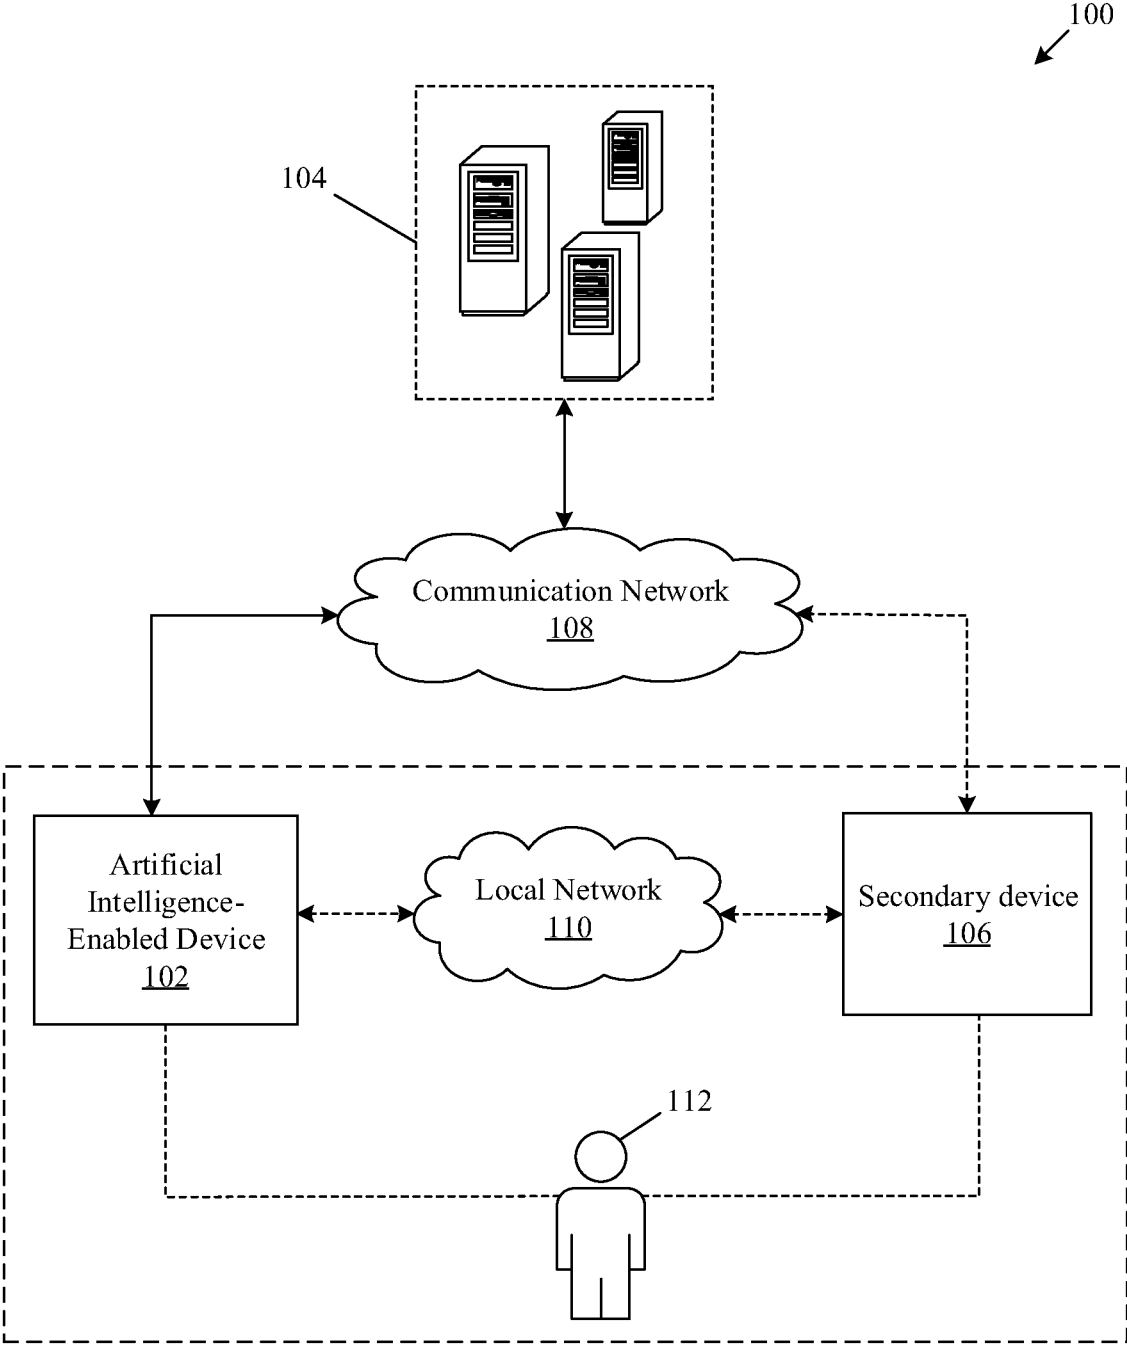 100
104
Communication Network
108
Artificial
Intelligence-
Enabled Device
102
Local Network
110
Secondary device
106
112